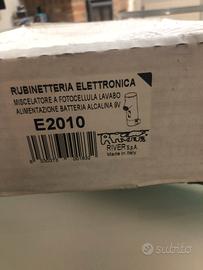 RUBINETTERIA ELETTRONICA
MISCELATORE A FOTOCELLULA LAVABO
ALIMENTAZIONE BATTERIA ALCALINA 9V
E2010
RIVER S.p.A.
Made in Italy
subito